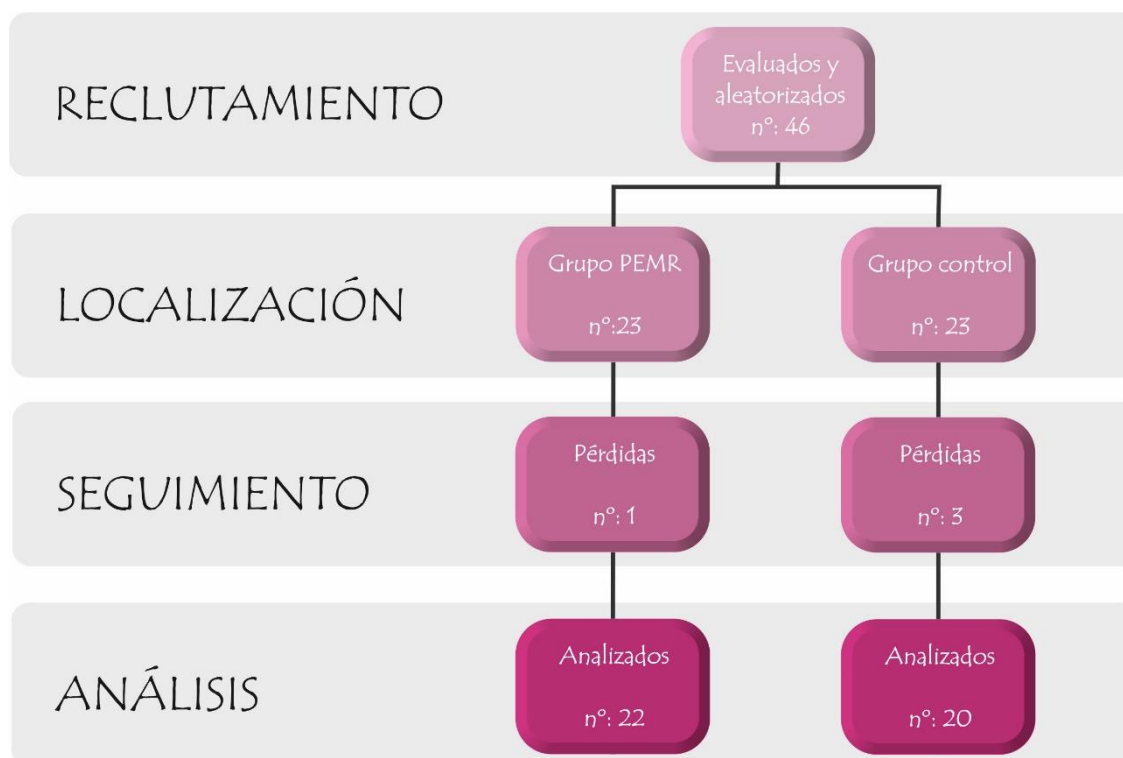 RECLUTAMIENTO
Evaluados y
aleatorizados
nº: 46
LOCALIZACIÓN
Grupo PEMR
nº:23
Grupo control
nº: 23
SEGUIMIENTO
Pérdidas
nº: 1
Pérdidas
nº: 3
ANÁLISIS
Analizados
nº: 22
Analizados
nº: 20